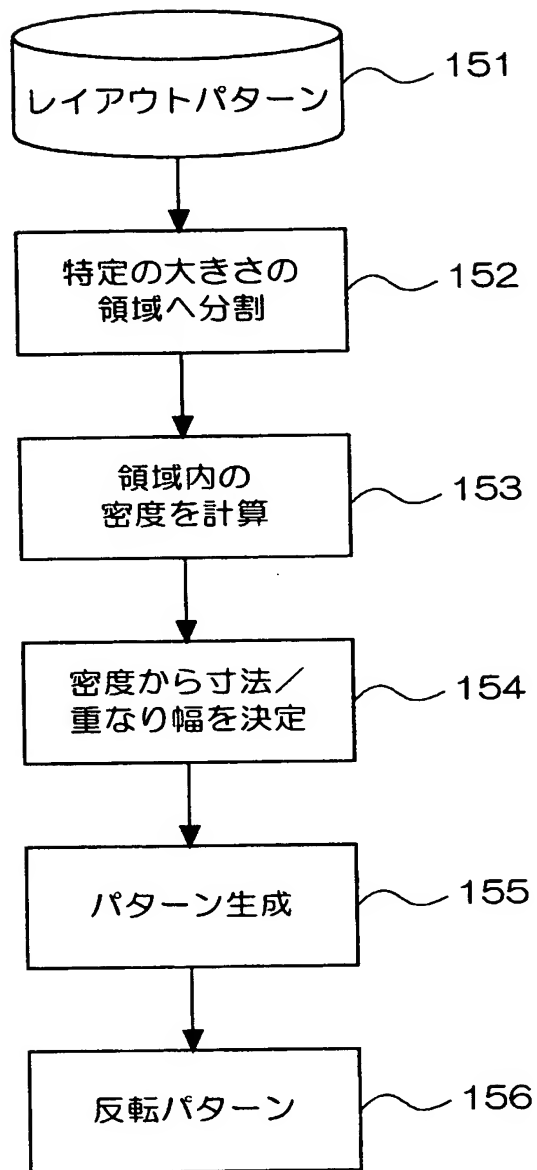 レイアウトパターン
151
特定の大きさの
領域へ分割
152
領域内の
密度を計算
153
密度から寸法／
重なり幅を決定
154
パターン生成
155
反転パターン
156